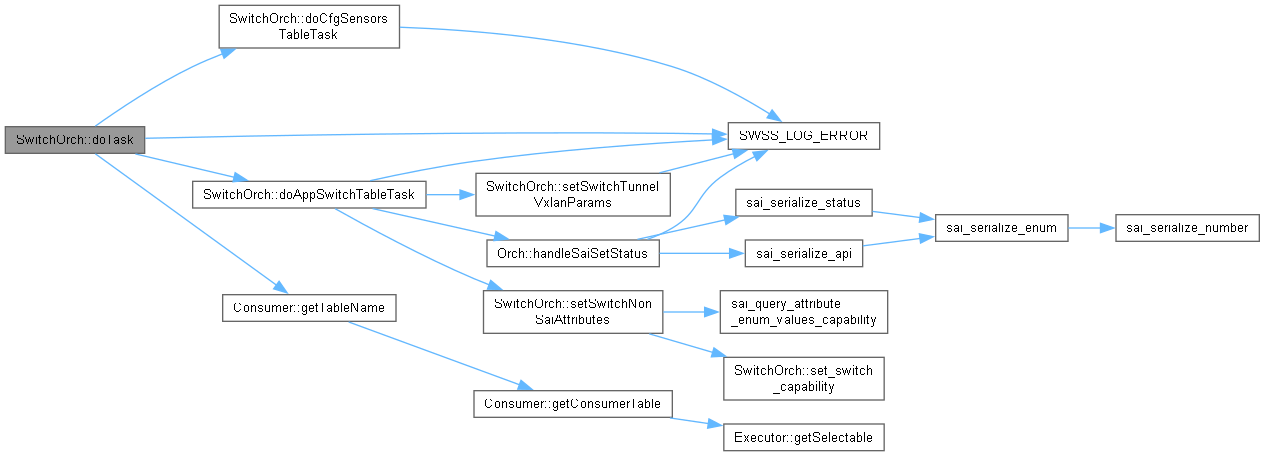 SwitchOrch::doCfgSensors
TableTask
SwitchOrch::doTask
SWSS_LOG_ERROR
SwitchOrch::doAppSwitchTableTask
SwitchOrch::setSwitchTunnel
VxlanParams
sai_serialize_status
sai_serialize_enum
sai_serialize_number
Orch::handleSaiSetStatus
sai_serialize_api
Consumer::getTableName
SwitchOrch::setSwitchNon
SaiAttributes
sai_query_attribute
_enum_values_capability
SwitchOrch::set_switch
_capability
Consumer::getConsumerTable
Executor::getSelectable